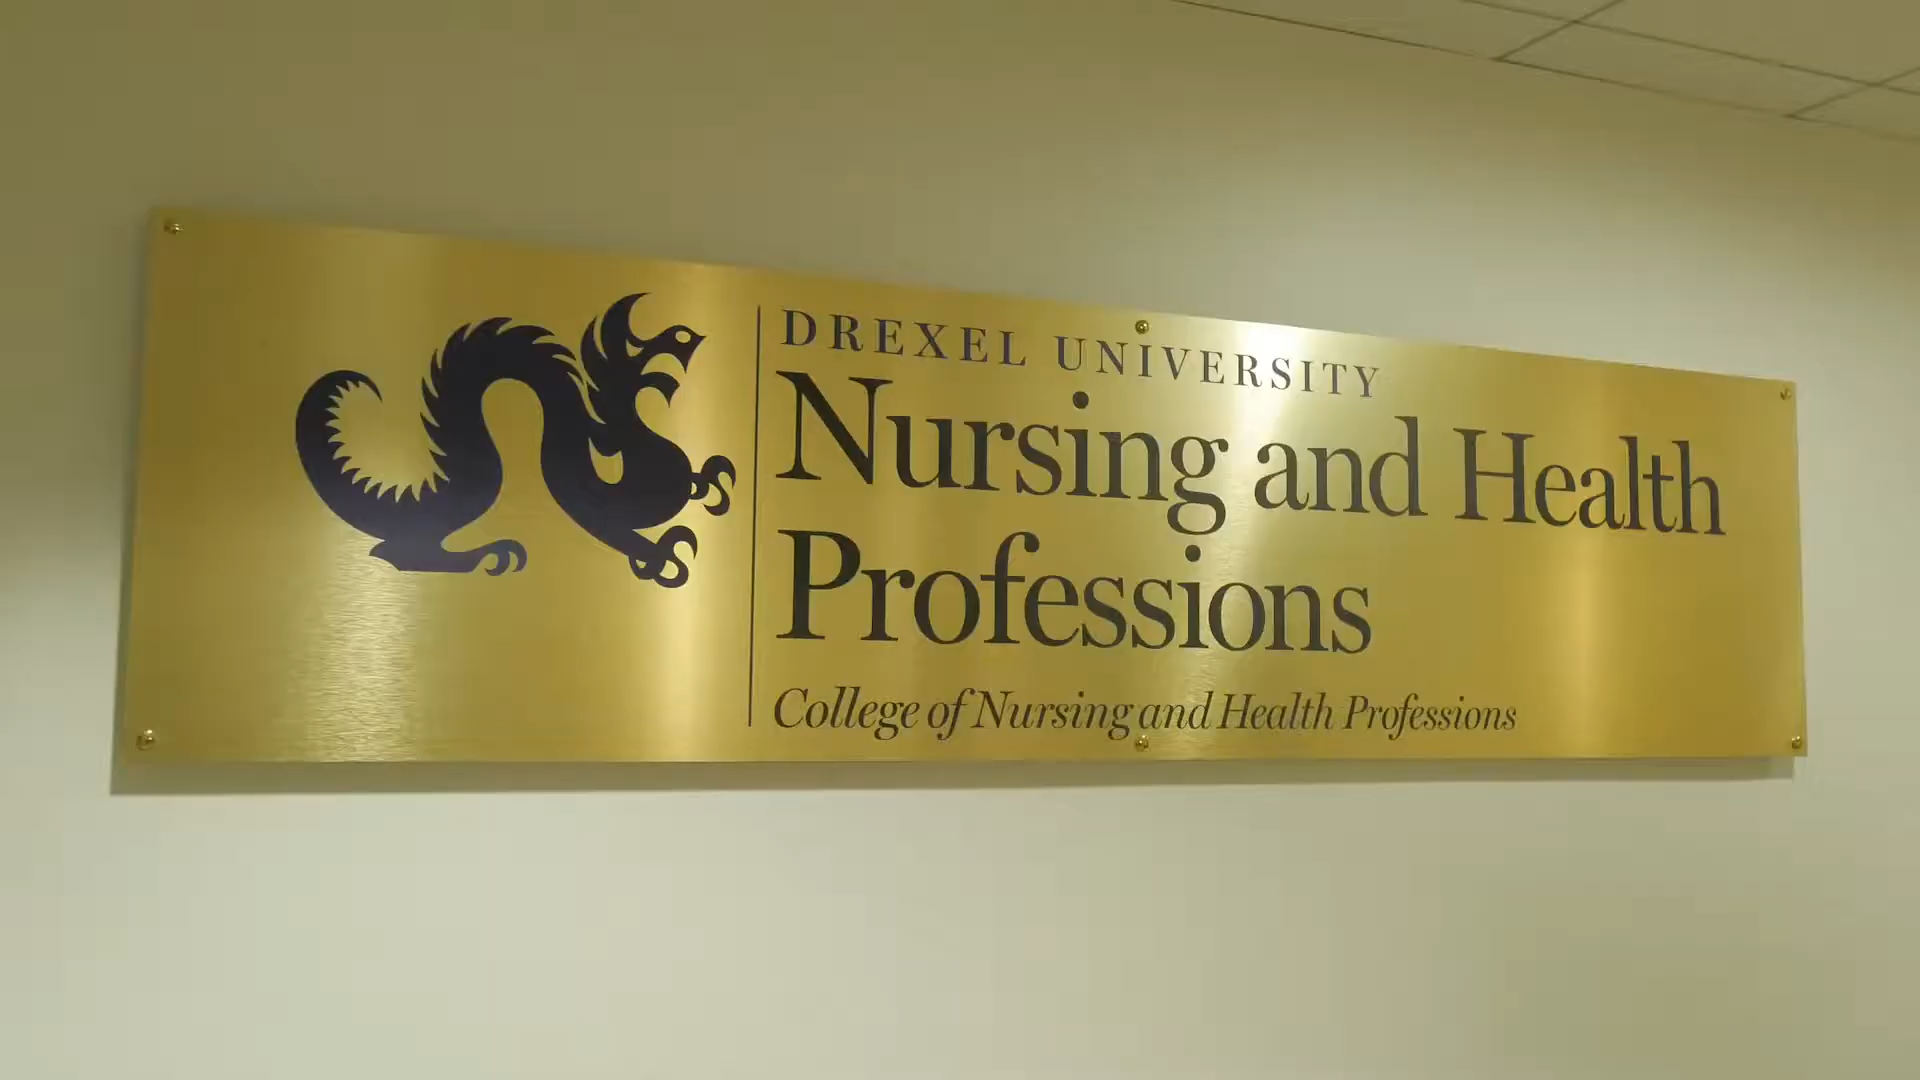 DREXEL UNIVERSITY
Nursing and Health
Professions
College of Nursing and Health Professions